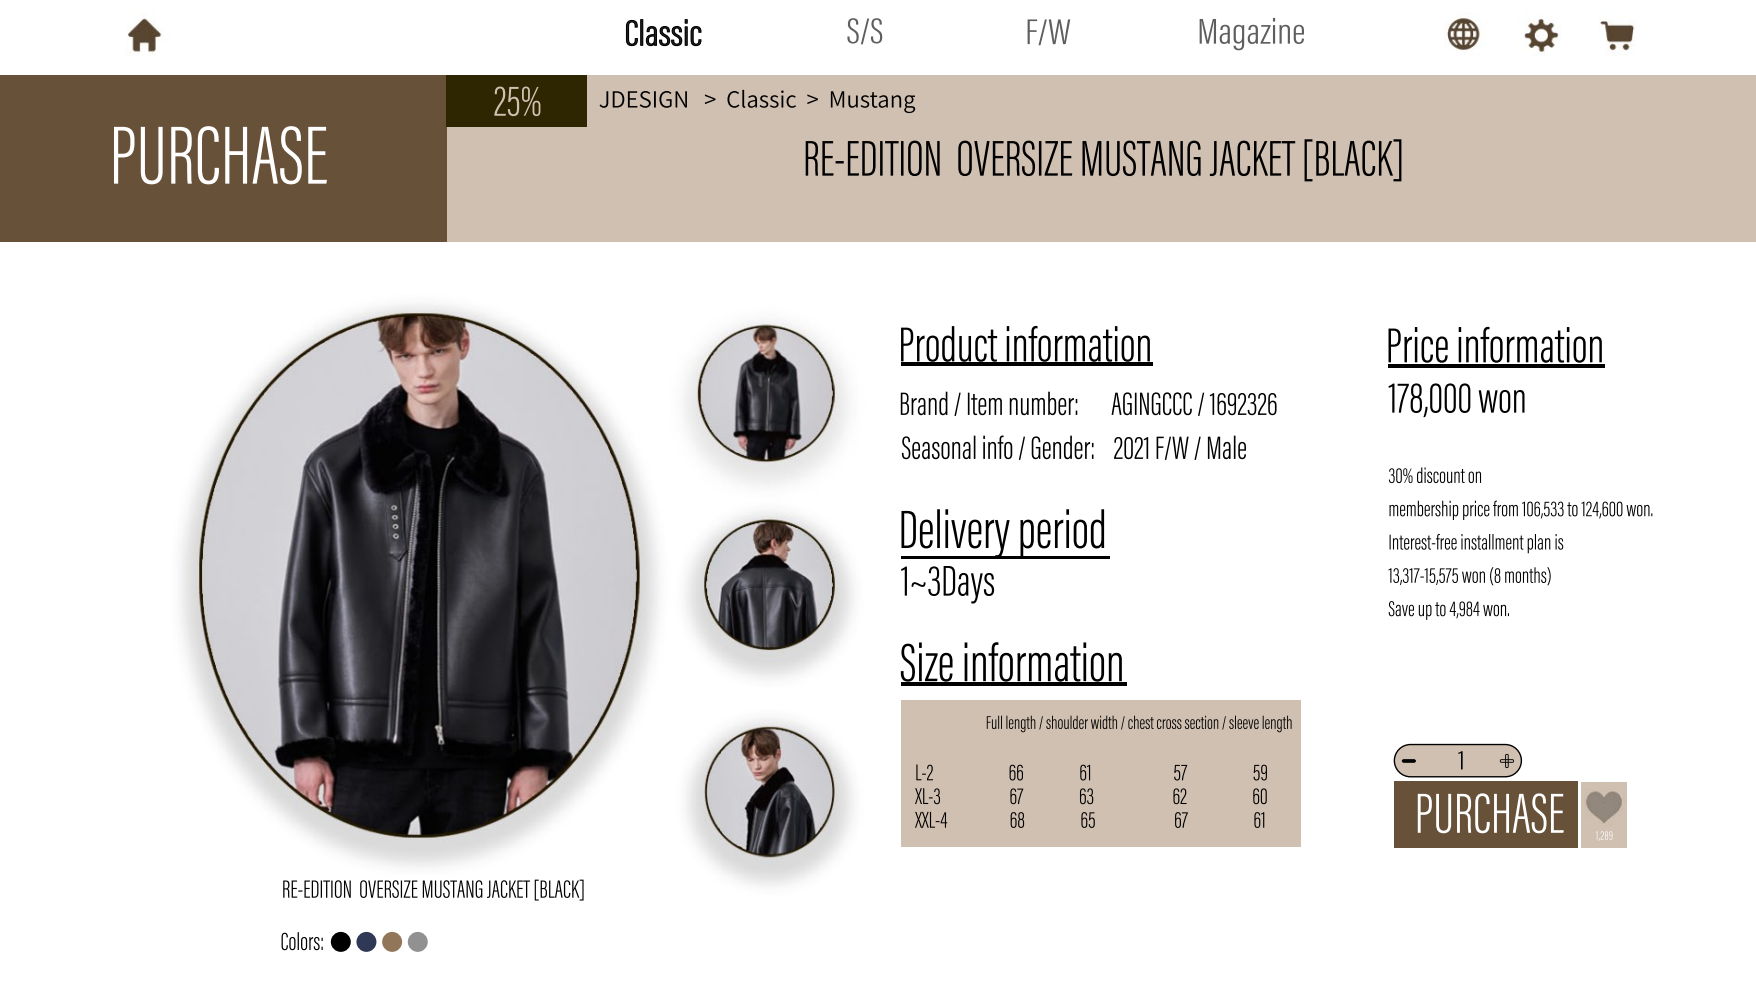 Classic S/S F/W Magazine
25%
JDESIGN > Classic > Mustang
PURCHASE
RE-EDITION OVERSIZE MUSTANG JACKET [BLACK]
Product information
Brand / Item number: AGINGCCC / 1692326
Seasonal info / Gender: 2021 F/W / Male
Delivery period
1~3Days
Size information
Full length / shoulder width / chest cross section / sleeve length
L-2 66 61 57 59
XL-3 67 63 62 60
XXL-4 68 65 67 61
Price information
178,000 won
30% discount on
membership price from 106,533 to 124,600 won.
Interest-free installment plan is
13,317-15,575 won (8 months)
Save up to 4,984 won.
1
PURCHASE
1,289
RE-EDITION OVERSIZE MUSTANG JACKET [BLACK]
Colors: